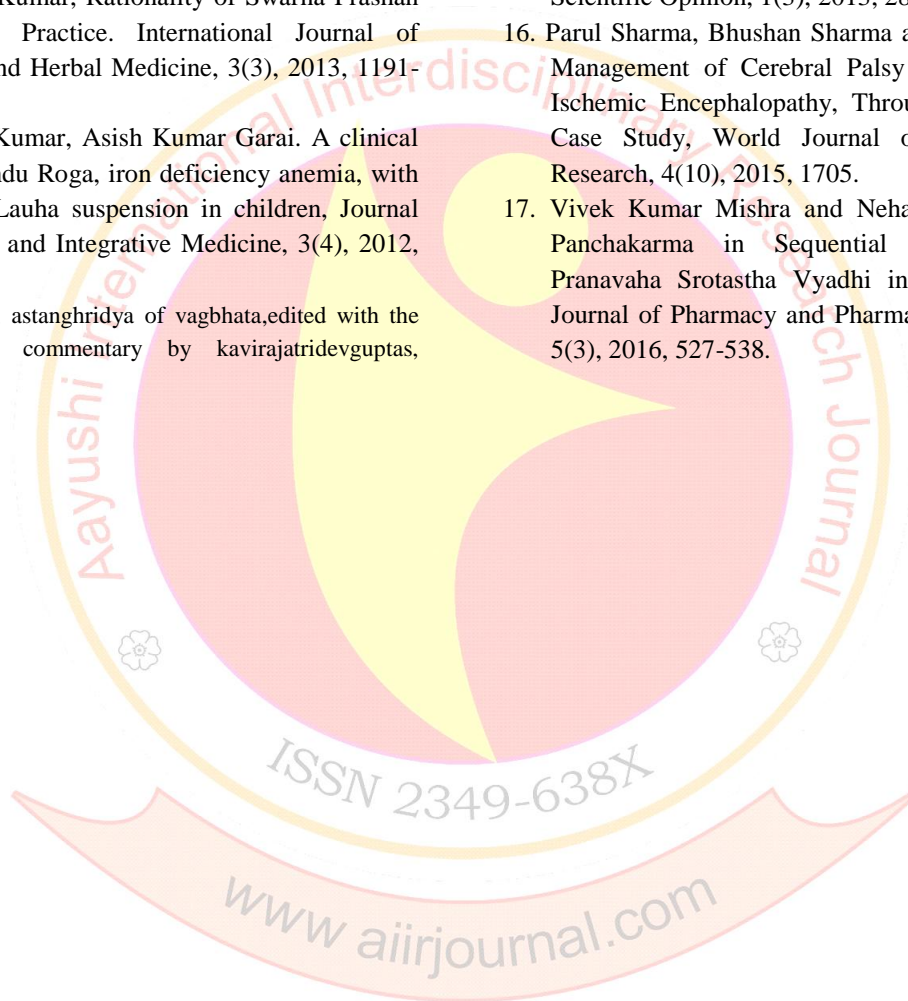 Kumar, Rationality of Swarna Prashan
Practice. International Journal of
nd Herbal Medicine, 3(3), 2013, 1191-
Kumar, Asish Kumar Garai. A clinical
ndu Roga, iron deficiency anemia, with
Lauha suspension in children, Journal
and Integrative Medicine, 3(4), 2012,
astanghridya of vagbhata,edited with the
commentary by kavirajatridevguptas,
Scientific Opinion, 1(3), 2013,
16. Parul Sharma, Bhushan Sharma a
Management of Cerebral Palsy
Ischemic Encephalopathy, Throu
Case Study, World Journal o
Research, 4(10), 2015, 1705.
17. Vivek Kumar Mishra and Neha
Panchakarma in Sequential
Pranavaha Srotastha Vyadhi in
Journal of Pharmacy and Pharma
5(3), 2016, 527-538.
Aayushi International Interdisciplinary Research Journal
ISSN 2349-638X
www aiirjournal.com